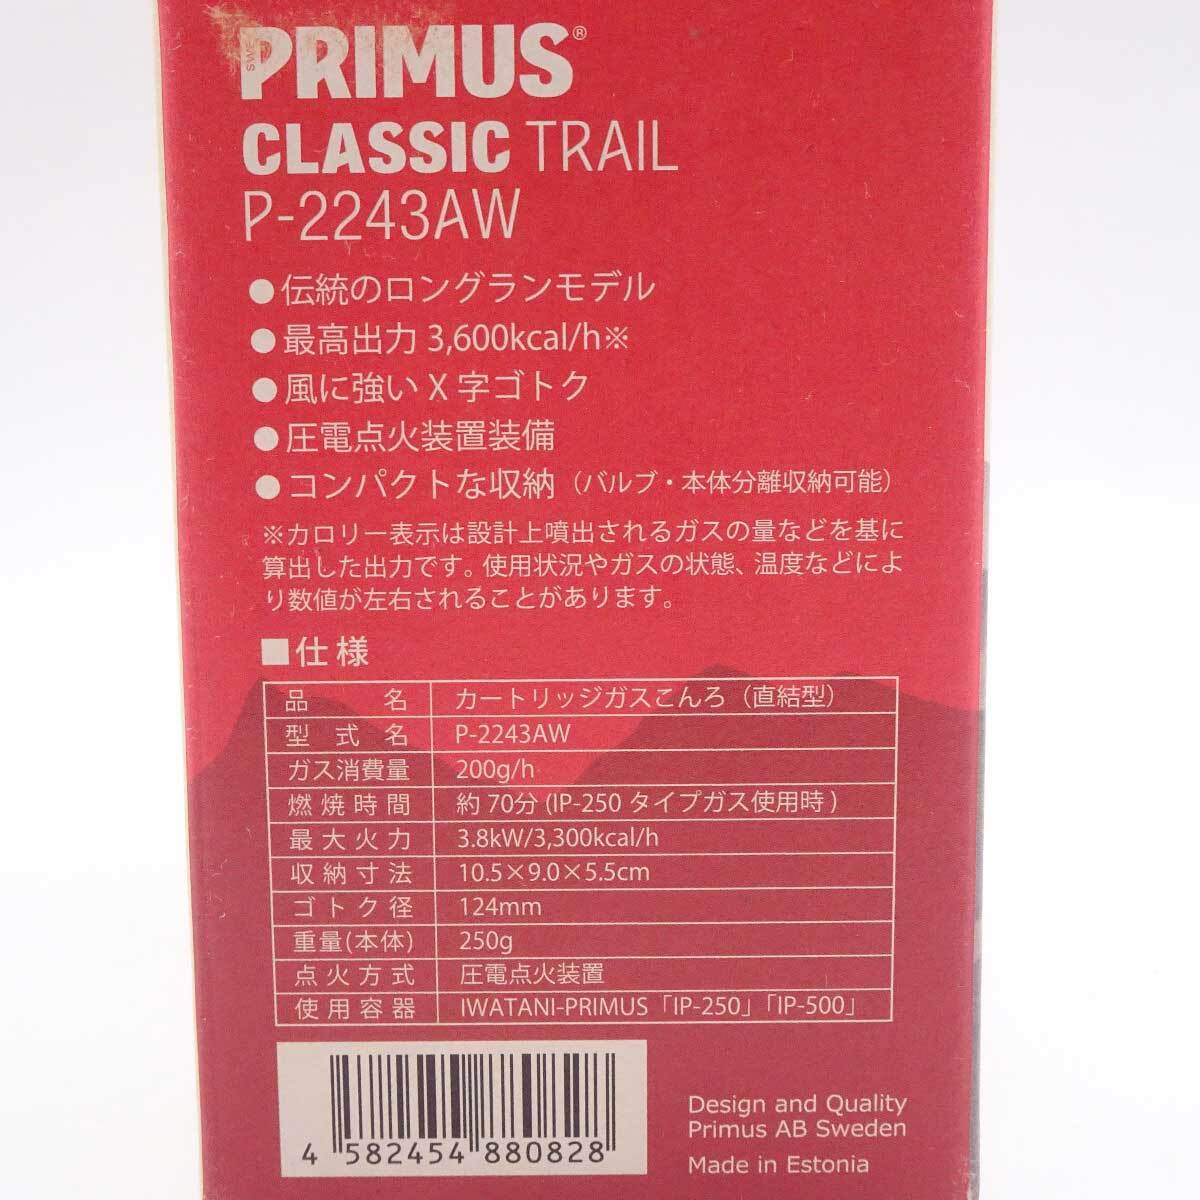 PRIMUS®
SWE
CLASSIC TRAIL
P-2243AW
●伝統のロングランモデル
●最高出力 3,600kcal/h※
●風に強い X 字ゴトク
●圧電点火装置装備
●コンパクトな収納（バルブ・本体分離収納可能）
※カロリー表示は設計上噴出されるガスの量などを基に
算出した出力です。使用状況やガスの状態、温度などによ
り数値が左右されることがあります。
■仕様
品名 カートリッジガスこんろ（直結型）
型式名 P-2243AW
ガス消費量 200g/h
燃焼時間 約 70分 (IP-250 タイプガス使用時 )
最大火力 3.8kW/3,300kcal/h
収納寸法 10.5×9.0×5.5cm
ゴトク径 124mm
重量(本体) 250g
点火方式 圧電点火装置
使用容器 IWATANI-PRIMUS「IP-250」「IP-500」
4 582454 880828
Design and Quality
Primus AB Sweden
Made in Estonia